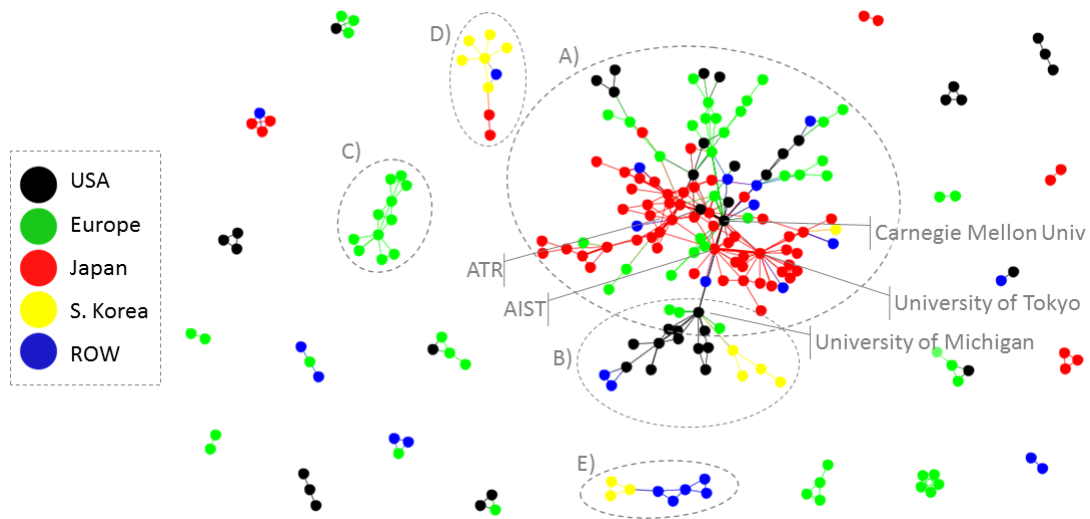 D)
A)
C)
USA
Europe
Japan
S. Korea
ROW
Carnegie Mellon Univ
ATR
AIST
University of Tokyo
University of Michigan
B)
E)